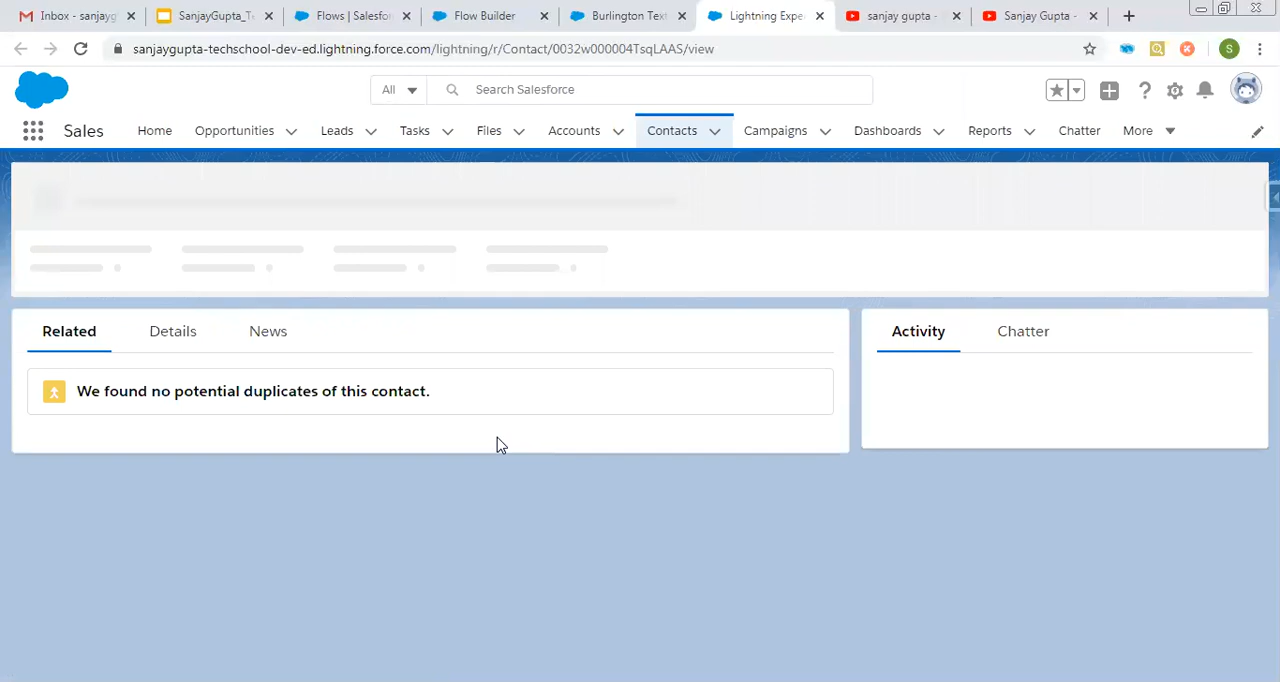 Inbox - sanjayg
SanjayGupta_T
Flows | Salesfor
Flow Builder
Burlington Text
Lightning Expe
sanjay gupta -
Sanjay Gupta -
sanjaygupta-techschool-dev-ed.lightning.force.com/lightning/r/Contact/0032w000004TsqLAAS/view
S
All
Search Salesforce
Sales
Home
Opportunities
Leads
Tasks
Files
Accounts
Contacts
Campaigns
Dashboards
Reports
Chatter
More
Related
Details
News
Activity
Chatter
We found no potential duplicates of this contact.